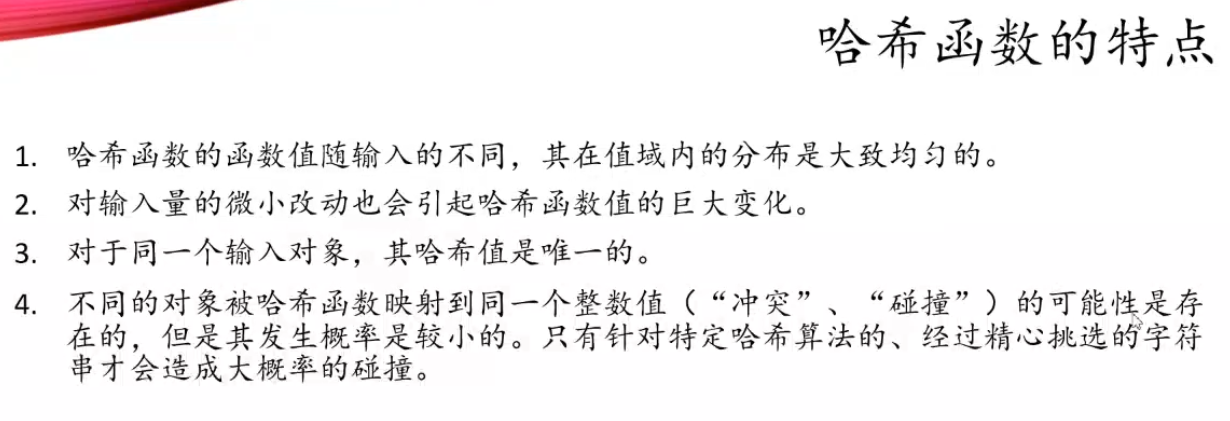 哈希函数的特点
1. 哈希函数的函数值随输入的不同，其在值域内的分布是大致均匀的。
2. 对输入量的微小改动也会引起哈希函数值的巨大变化。
3. 对于同一个输入对象，其哈希值是唯一的。
4. 不同的对象被哈希函数映射到同一个整数值（“冲突”、“碰撞”）的可能性是存
在的，但是其发生概率是较小的。只有针对特定哈希算法的、经过精心挑选的字符
串才会造成大概率的碰撞。